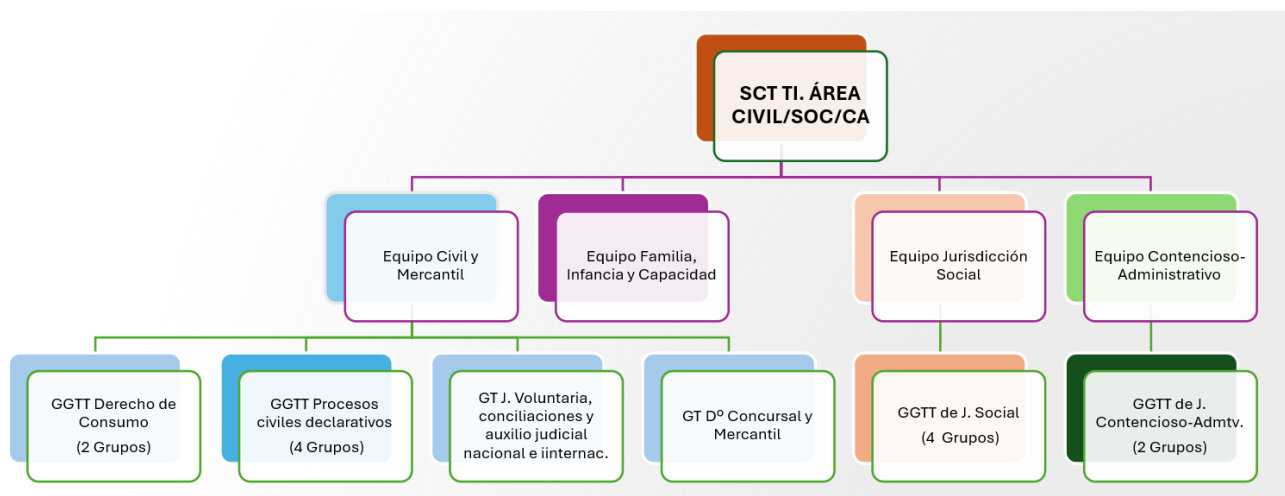 SCT TI. ÁREA
CIVIL/SOC/CA
Equipo Civil y
Mercantil
Equipo Familia,
Infancia y Capacidad
Equipo Jurisdicción
Social
Equipo Contencioso-
Administrativo
GGTT Derecho de
Consumo
(2 Grupos)
GGTT Procesos
civiles declarativos
(4 Grupos)
GT J. Voluntaria,
conciliaciones y
auxilio judicial
nacional e iinternac.
GT Dº Concursal y
Mercantil
GGTT de J. Social
(4 Grupos)
GGTT de J.
Contencioso-Admtv.
(2 Grupos)